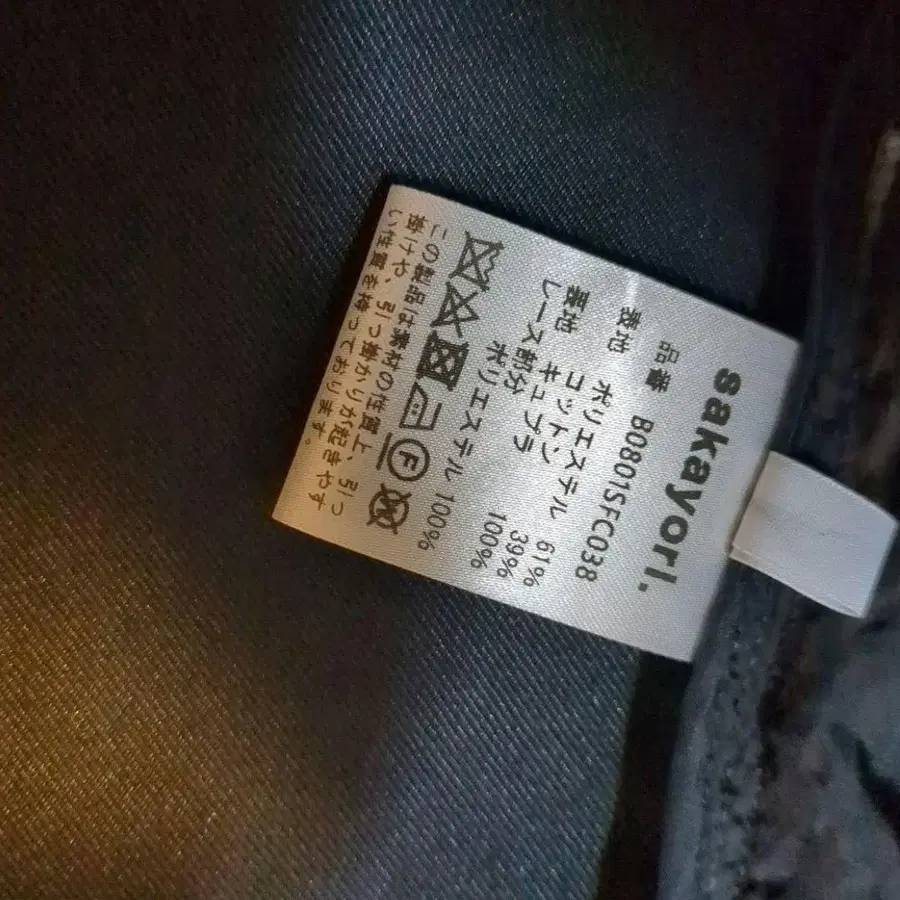 sakayori.
品番 B0801SFC038
表地 ポリエステル 61%
コットン 39%
裏地 キュプラ 100%
レース部分
ポリエステル 100%
F
この製品は素材の性質上、引っ
掛けや、引っ掛かりが起きやす
い性質を持っております。